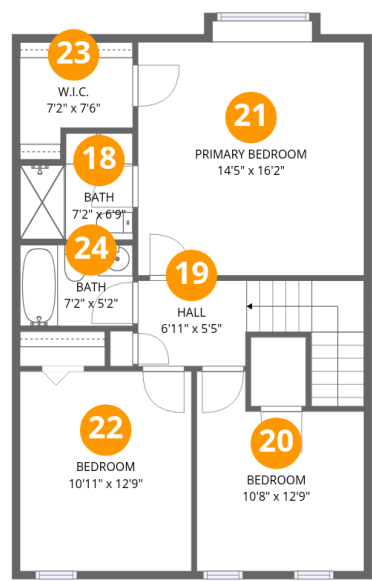 23
W.I.C.
7'2" x 7'6"
21
PRIMARY BEDROOM
14'5" x 16'2"
18
BATH
7'2" x 6'9"
24
BATH
7'2" x 5'2"
19
HALL
6'11" x 5'5"
22
BEDROOM
10'11" x 12'9"
20
BEDROOM
10'8" x 12'9"